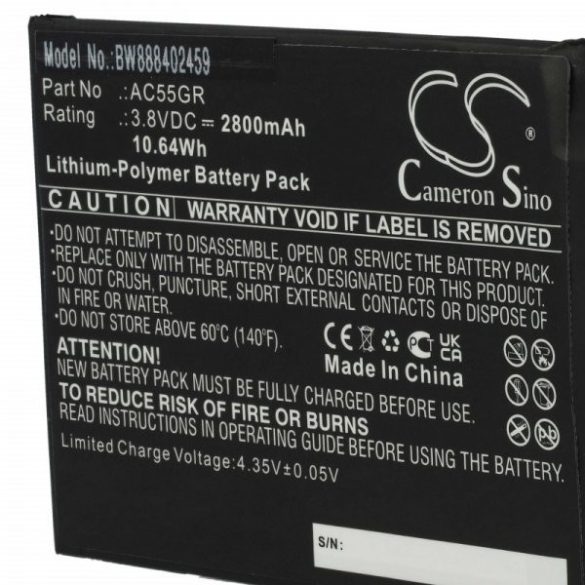 Model No.:BW888402459
Part No .:AC55GR
Rating .:3.8VDC ⎓ 2800mAh
10.64Wh
Lithium-Polymer Battery Pack
CS
®
Cameron Sino
CAUTION WARRANTY VOID IF LABEL IS REMOVED
•DO NOT ATTEMPT TO DISASSEMBLE, OPEN OR SERVICE THE BATTERY PACK.
•REPLACE ONLY WITH THE BATTERY PACK DESIGNATED FOR THIS PRODUCT.
•DO NOT CRUSH, PUNCTURE, SHORT EXTERNAL CONTACTS OR DISPOSE OF
IN FIRE OR WATER.
•DO NOT STORE ABOVE 60°C (140°F).
CE PCT UK CA
Made In China
ATTENTION!
NEW BATTERY PACK MUST BE FULLY CHARGED BEFORE USE.
TO REDUCE RISK OF FIRE OR BURNS
READ INSTRUCTIONS IN OPERATING GUIDE BEFORE USING THE BATTERY.
Pb
Limited Charge Voltage:4.35V±0.05V
S/N: